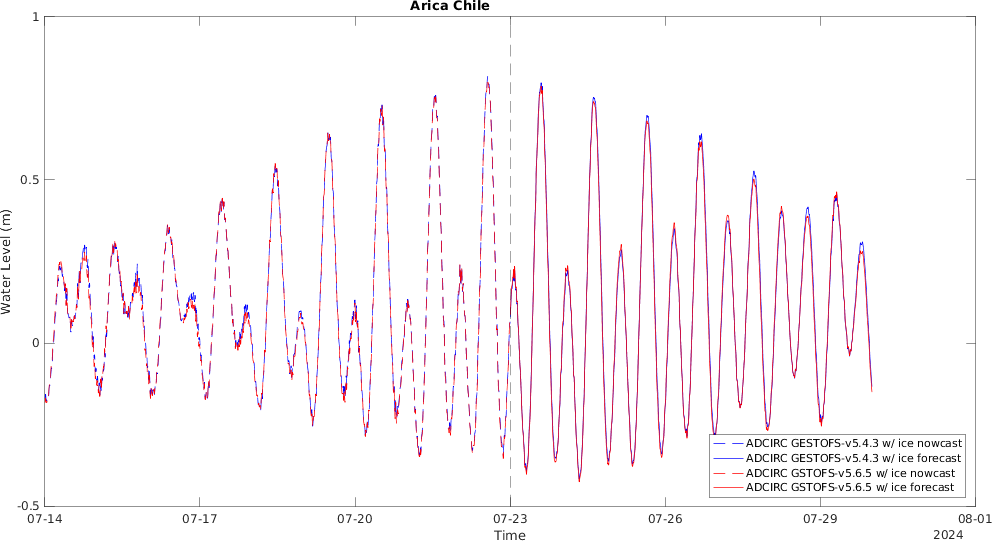 Arica Chile
1
0.5
0
-0.5
Water Level (m)
07-14
07-17
07-20
07-23
07-26
07-29
08-01
Time
2024
ADCIRC GESTOFS-v5.4.3 w/ ice nowcast
ADCIRC GESTOFS-v5.4.3 w/ ice forecast
ADCIRC GSTOFS-v5.6.5 w/ ice nowcast
ADCIRC GSTOFS-v5.6.5 w/ ice forecast